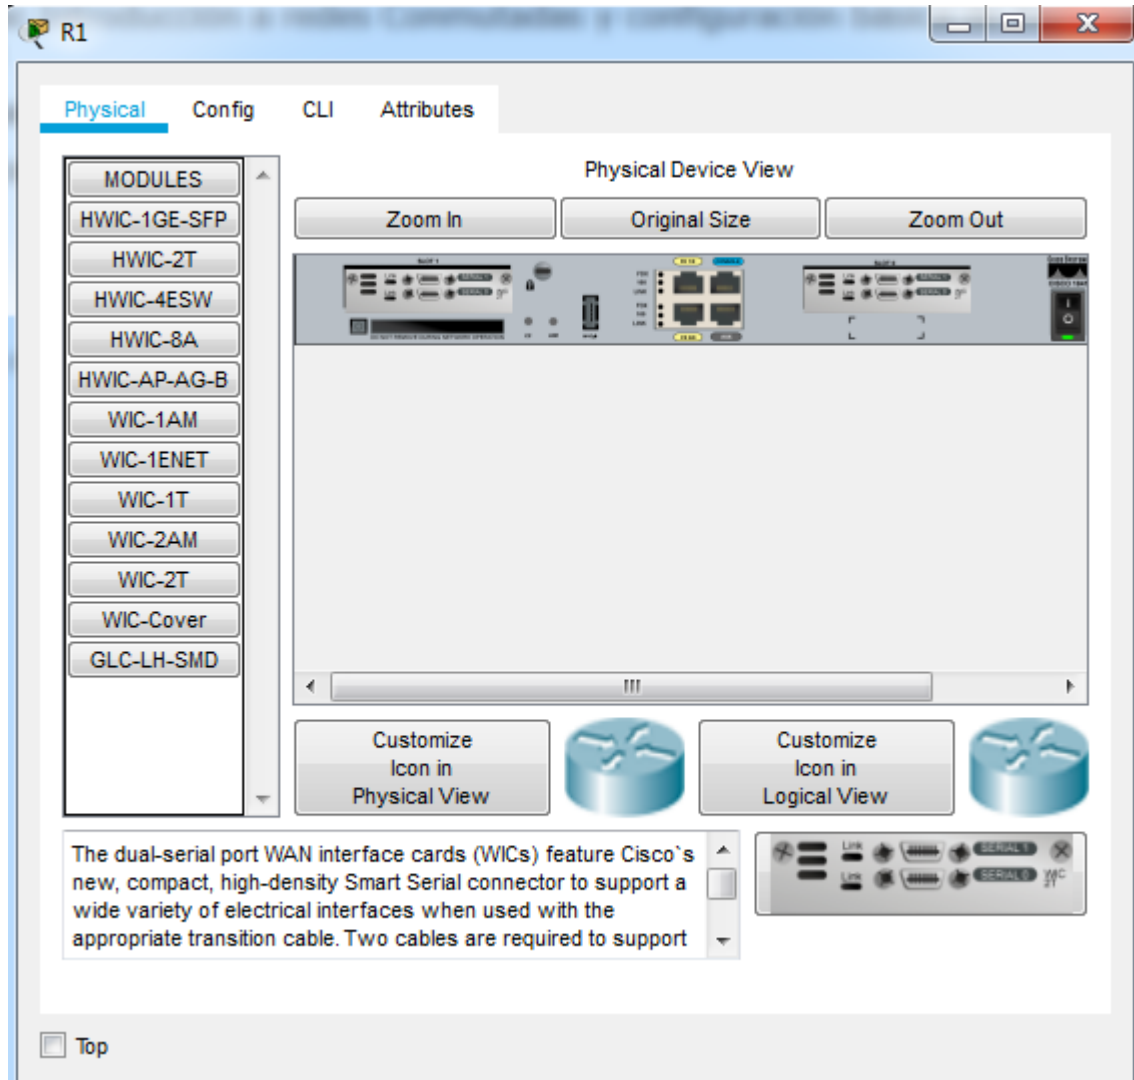 R1
Physical Config CLI Attributes
MODULES
HWIC-1GE-SFP
HWIC-2T
HWIC-4ESW
HWIC-8A
HWIC-AP-AG-B
WIC-1AM
WIC-1ENET
WIC-1T
WIC-2AM
WIC-2T
WIC-Cover
GLC-LH-SMD
Physical Device View
Zoom In Original Size Zoom Out
Customize
Icon in
Physical View
Customize
Icon in
Logical View
The dual-serial port WAN interface cards (WICs) feature Cisco`s
new, compact, high-density Smart Serial connector to support a
wide variety of electrical interfaces when used with the
appropriate transition cable. Two cables are required to support
Link SERIAL 1
Link SERIAL 0 WIC
2T
Top